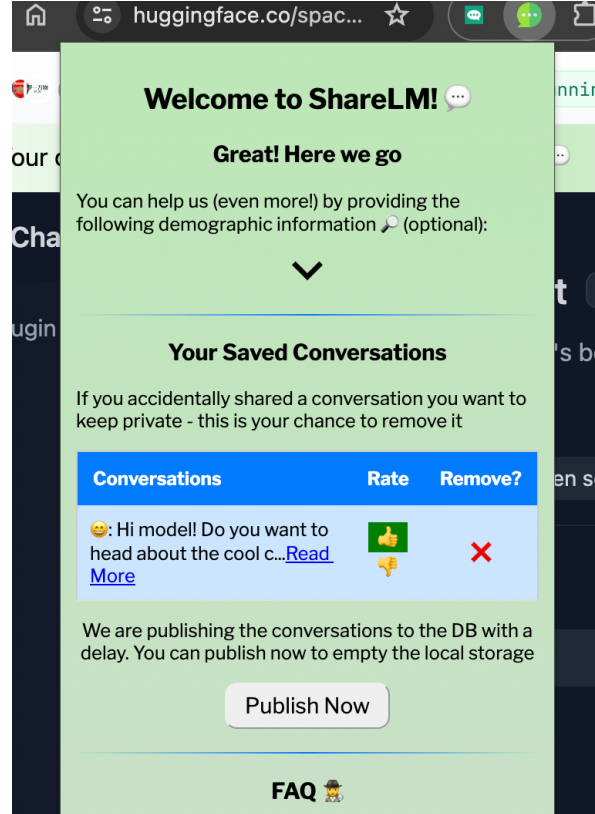 huggingface.co/spac...
Welcome to ShareLM! 💬
Great! Here we go
You can help us (even more!) by providing the
following demographic information 🔎 (optional):
Your Saved Conversations
If you accidentally shared a conversation you want to
keep private - this is your chance to remove it
Conversations Rate Remove?
😄: Hi model! Do you want to
head about the cool c...Read
More
We are publishing the conversations to the DB with a
delay. You can publish now to empty the local storage
Publish Now
FAQ 🕵️